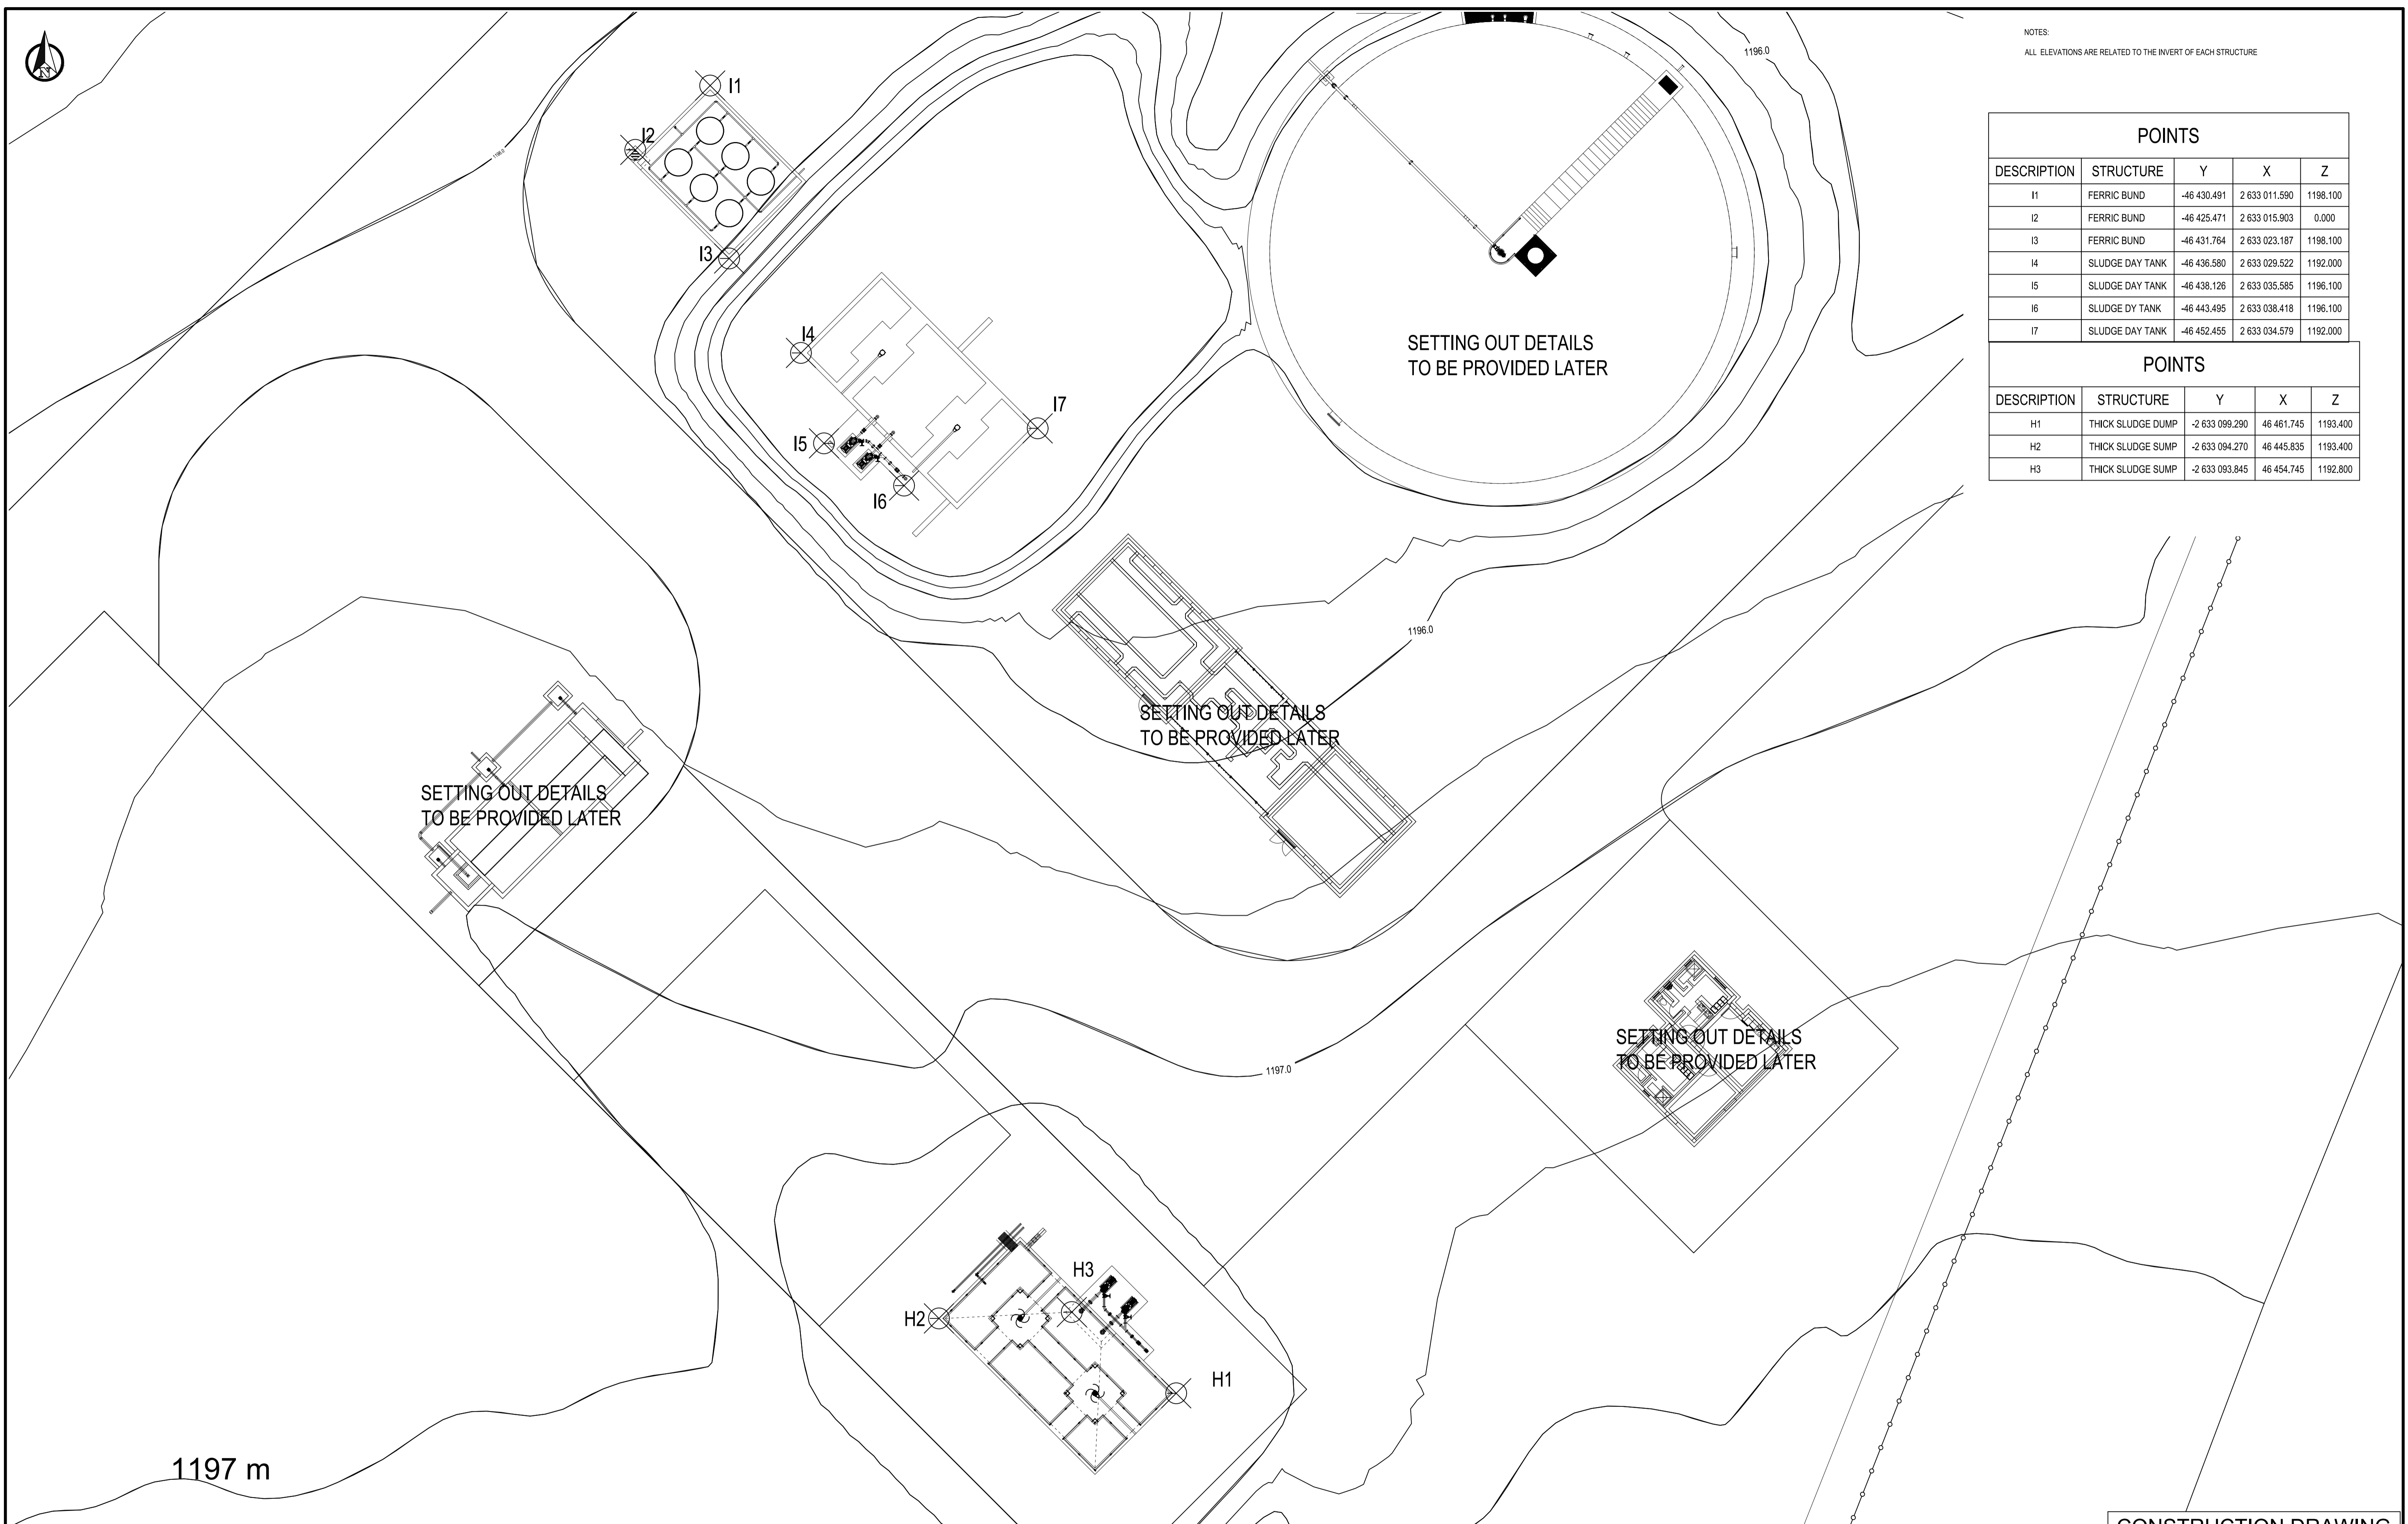 N
NOTES:
ALL ELEVATIONS ARE RELATED TO THE INVERT OF EACH STRUCTURE
POINTS
DESCRIPTION STRUCTURE Y X Z
I1 FERRIC BUND -46 430.491 2 633 011.590 1198.100
I2 FERRIC BUND -46 425.471 2 633 015.903 0.000
I3 FERRIC BUND -46 431.764 2 633 023.187 1198.100
I4 SLUDGE DAY TANK -46 436.580 2 633 029.522 1192.000
I5 SLUDGE DAY TANK -46 438.126 2 633 035.585 1196.100
I6 SLUDGE DY TANK -46 443.495 2 633 038.418 1196.100
I7 SLUDGE DAY TANK -46 452.455 2 633 034.579 1192.000
POINTS
DESCRIPTION STRUCTURE Y X Z
H1 THICK SLUDGE DUMP -2 633 099.290 46 461.745 1193.400
H2 THICK SLUDGE SUMP -2 633 094.270 46 445.835 1193.400
H3 THICK SLUDGE SUMP -2 633 093.845 46 454.745 1192.800
1196.0
I1
I2
1198.0
I3
I4
SETTING OUT DETAILS
TO BE PROVIDED LATER
I7
I5
I6
1196.0
SETTING OUT DETAILS
TO BE PROVIDED LATER
SETTING OUT DETAILS
TO BE PROVIDED LATER
SETTING OUT DETAILS
TO BE PROVIDED LATER
1197.0
H3
H2
H1
1197 m
CONSTRUCTION DRAWING